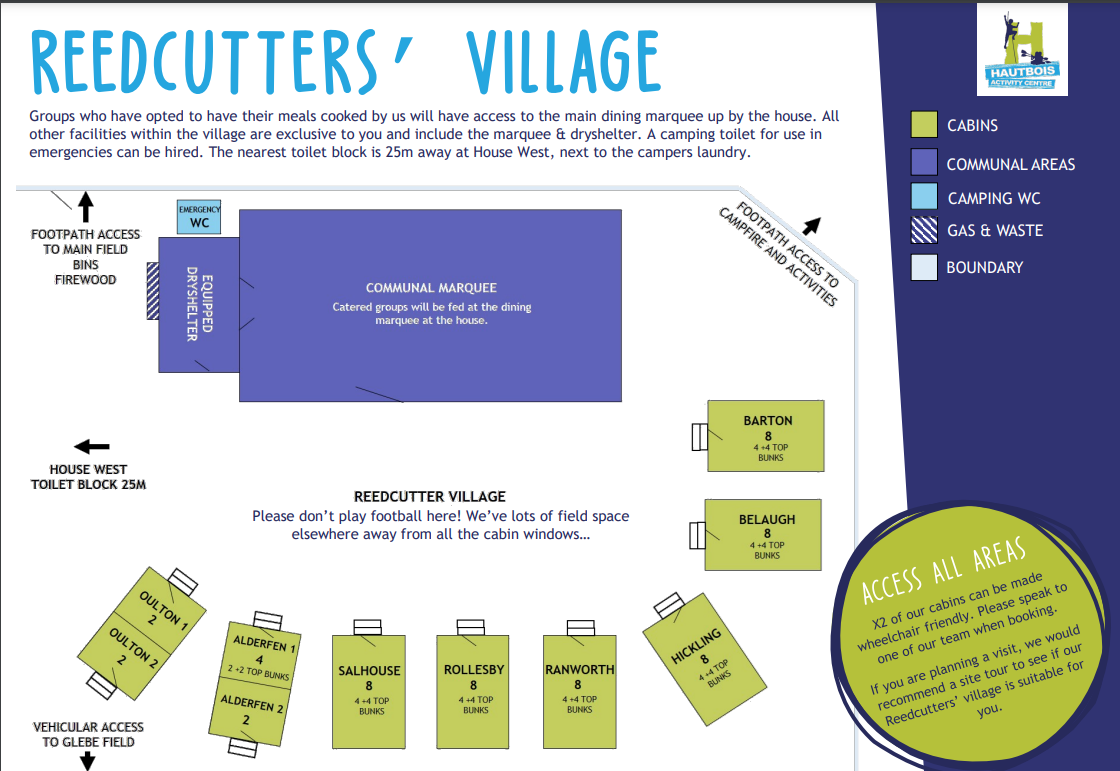 REEDCUTTERS' VILLAGE
Groups who have opted to have their meals cooked by us will have access to the main dining marquee up by the house. All
other facilities within the village are exclusive to you and include the marquee & dryshelter. A camping toilet for use in
emergencies can be hired. The nearest toilet block is 25m away at House West, next to the campers laundry.
H
HAUTBOIS
ACTIVITY CENTRE
CABINS
COMMUNAL AREAS
CAMPING WC
GAS & WASTE
BOUNDARY
FOOTPATH ACCESS
TO MAIN FIELD
BINS
FIREWOOD
EMERGENCY
WC
EQUIPPED
DRYSHELTER
COMMUNAL MARQUEE
Catered groups will be fed at the dining
marquee at the house.
FOOTPATH ACCESS TO
CAMPFIRE AND ACTIVITIES
HOUSE WEST
TOILET BLOCK 25M
REEDCUTTER VILLAGE
Please don't play football here! We've lots of field space
elsewhere away from all the cabin windows...
BARTON
8
4 +4 TOP
BUNKS
BELAUGH
8
4 +4 TOP
BUNKS
OULTON 1
2
OULTON 2
2
ALDERFEN 1
4
2 +2 TOP BUNKS
ALDERFEN 2
2
SALHOUSE
8
4 +4 TOP
BUNKS
ROLLESBY
8
4 +4 TOP
BUNKS
RANWORTH
8
4 +4 TOP
BUNKS
HICKLING
8
4 +4 TOP
BUNKS
VEHICULAR ACCESS
TO GLEBE FIELD
ACCESS ALL AREAS
X2 of our cabins can be made
wheelchair friendly. Please speak to
one of our team when booking.
If you are planning a visit, we would
recommend a site tour to see if our
Reedcutters' village is suitable for
you.